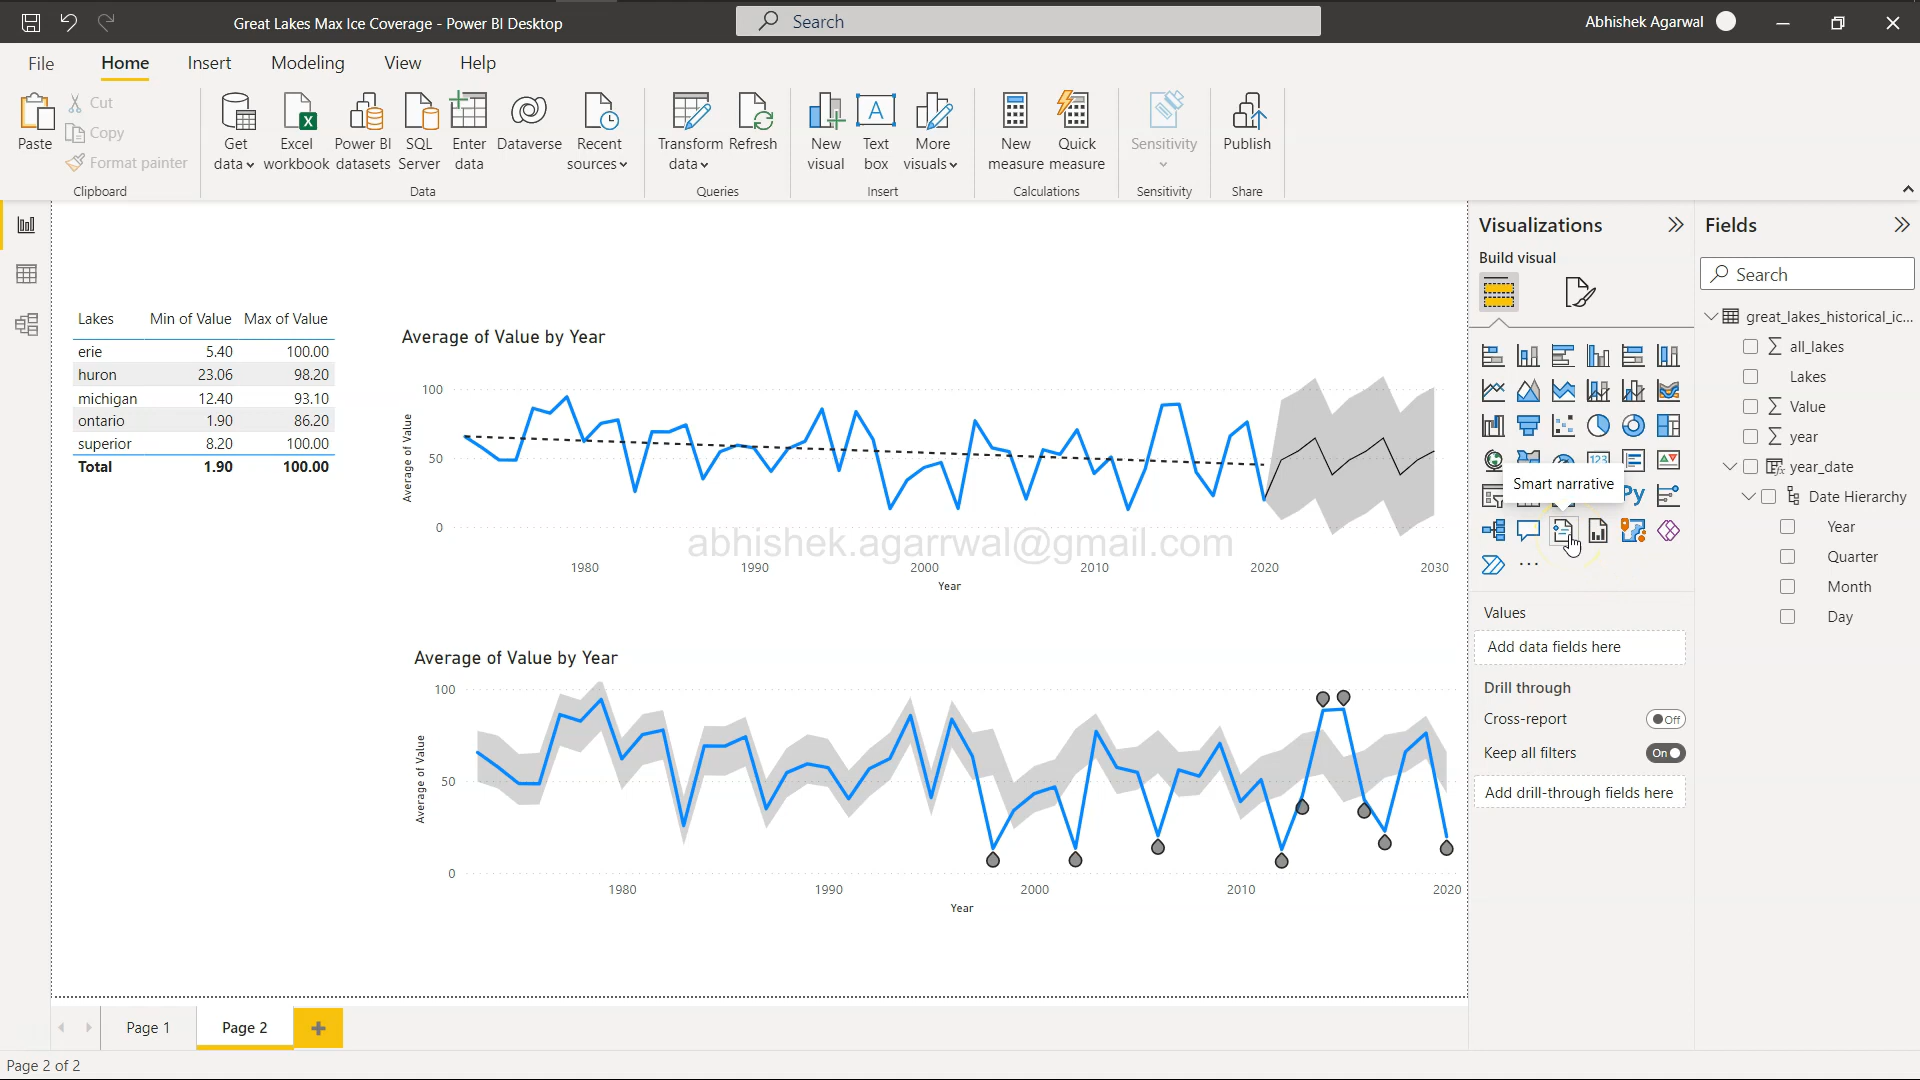 Great Lakes Max Ice Coverage - Power BI Desktop
Search
Abhishek Agarwal
File Home Insert Modeling View Help
Paste
Cut
Copy
Format painter
Clipboard
Get data
Excel workbook
Power BI datasets
SQL Server
Enter data
Dataverse
Recent sources
Data
Transform data
Refresh
Queries
New visual
Text box
More visuals
Insert
New measure
Quick measure
Calculations
Sensitivity
Sensitivity
Publish
Share
Lakes Min of Value Max of Value
erie 5.40 100.00
huron 23.06 98.20
michigan 12.40 93.10
ontario 1.90 86.20
superior 8.20 100.00
Total 1.90 100.00
Average of Value by Year
100
50
0
Average of Value
1980 1990 2000 2010 2020 2030
Year
abhishek.agarrwal@gmail.com
Average of Value by Year
100
50
0
Average of Value
1980 1990 2000 2010 2020
Year
Visualizations
Build visual
123
Smart narrative
Py
...
Values
Add data fields here
Drill through
Cross-report Off
Keep all filters On
Add drill-through fields here
Fields
Search
great_lakes_historical_ic...
all_lakes
Lakes
Value
year
year_date
Date Hierarchy
Year
Quarter
Month
Day
Page 1 Page 2
Page 2 of 2